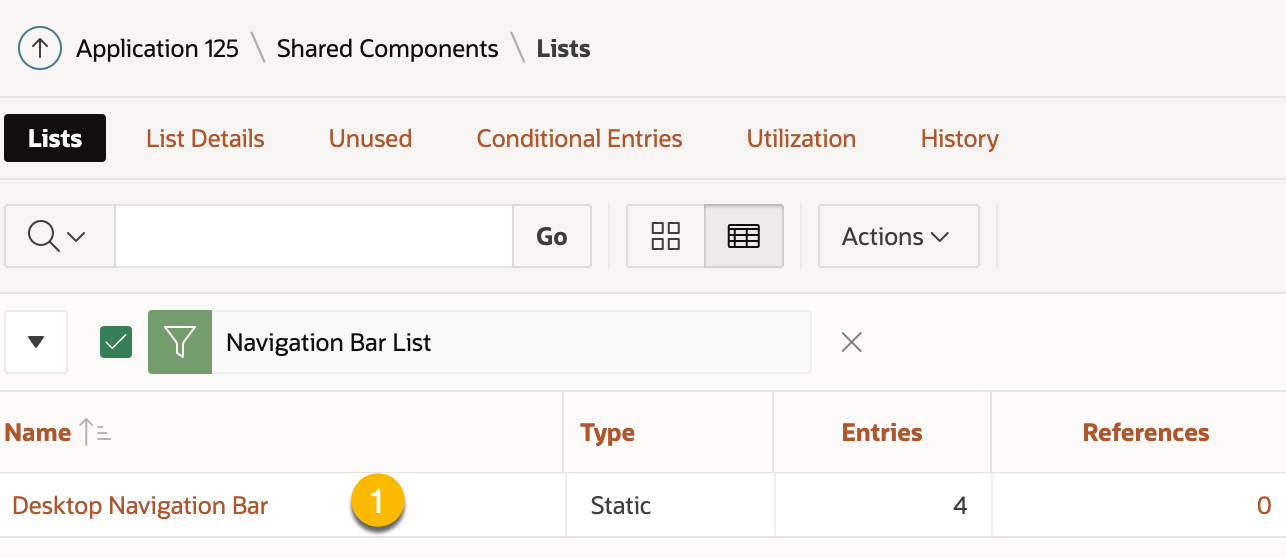 Application 125 \ Shared Components \ Lists
Lists List Details Unused Conditional Entries Utilization History
Go Actions
Navigation Bar List
Name Type Entries References
Desktop Navigation Bar 1 Static 4 0